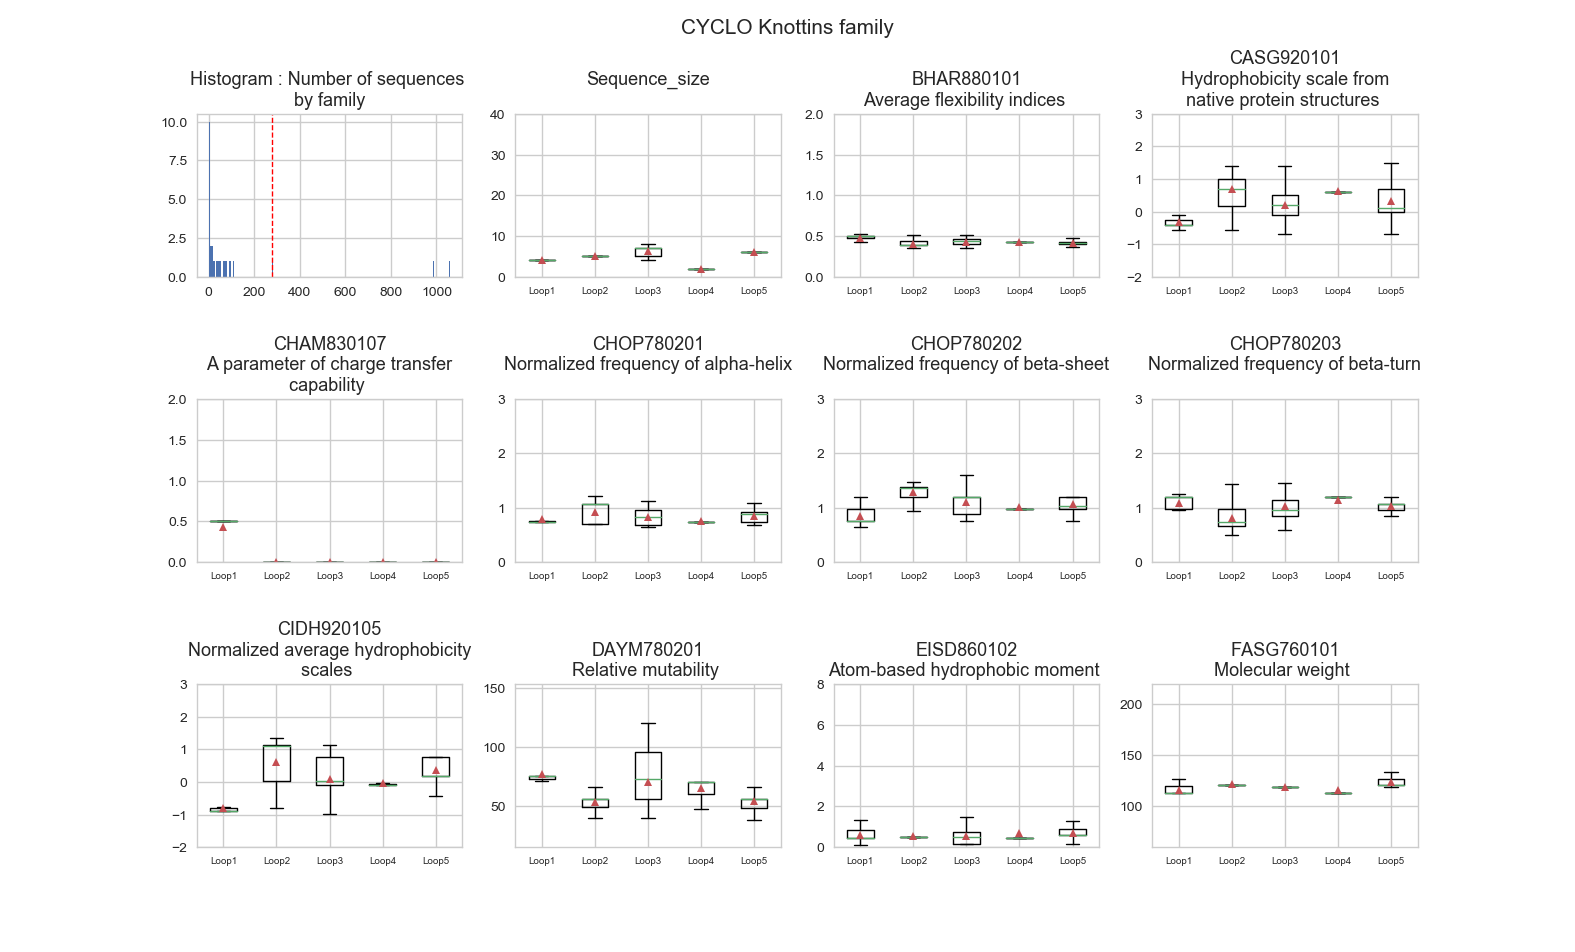 CYCLO Knottins family
Histogram : Number of sequences
by family
10.0
7.5
5.0
2.5
0.0
0 200 400 600 800 1000
Sequence_size
40
30
20
10
0
Loop1 Loop2 Loop3 Loop4 Loop5
BHAR880101
Average flexibility indices
2.0
1.5
1.0
0.5
0.0
Loop1 Loop2 Loop3 Loop4 Loop5
CASG920101
Hydrophobicity scale from
native protein structures
3
2
1
0
−1
−2
Loop1 Loop2 Loop3 Loop4 Loop5
CHAM830107
A parameter of charge transfer
capability
2.0
1.5
1.0
0.5
0.0
Loop1 Loop2 Loop3 Loop4 Loop5
CHOP780201
Normalized frequency of alpha-helix
3
2
1
0
Loop1 Loop2 Loop3 Loop4 Loop5
CHOP780202
Normalized frequency of beta-sheet
3
2
1
0
Loop1 Loop2 Loop3 Loop4 Loop5
CHOP780203
Normalized frequency of beta-turn
3
2
1
0
Loop1 Loop2 Loop3 Loop4 Loop5
CIDH920105
Normalized average hydrophobicity
scales
3
2
1
0
−1
−2
Loop1 Loop2 Loop3 Loop4 Loop5
DAYM780201
Relative mutability
150
100
50
Loop1 Loop2 Loop3 Loop4 Loop5
EISD860102
Atom-based hydrophobic moment
8
6
4
2
0
Loop1 Loop2 Loop3 Loop4 Loop5
FASG760101
Molecular weight
200
150
100
Loop1 Loop2 Loop3 Loop4 Loop5